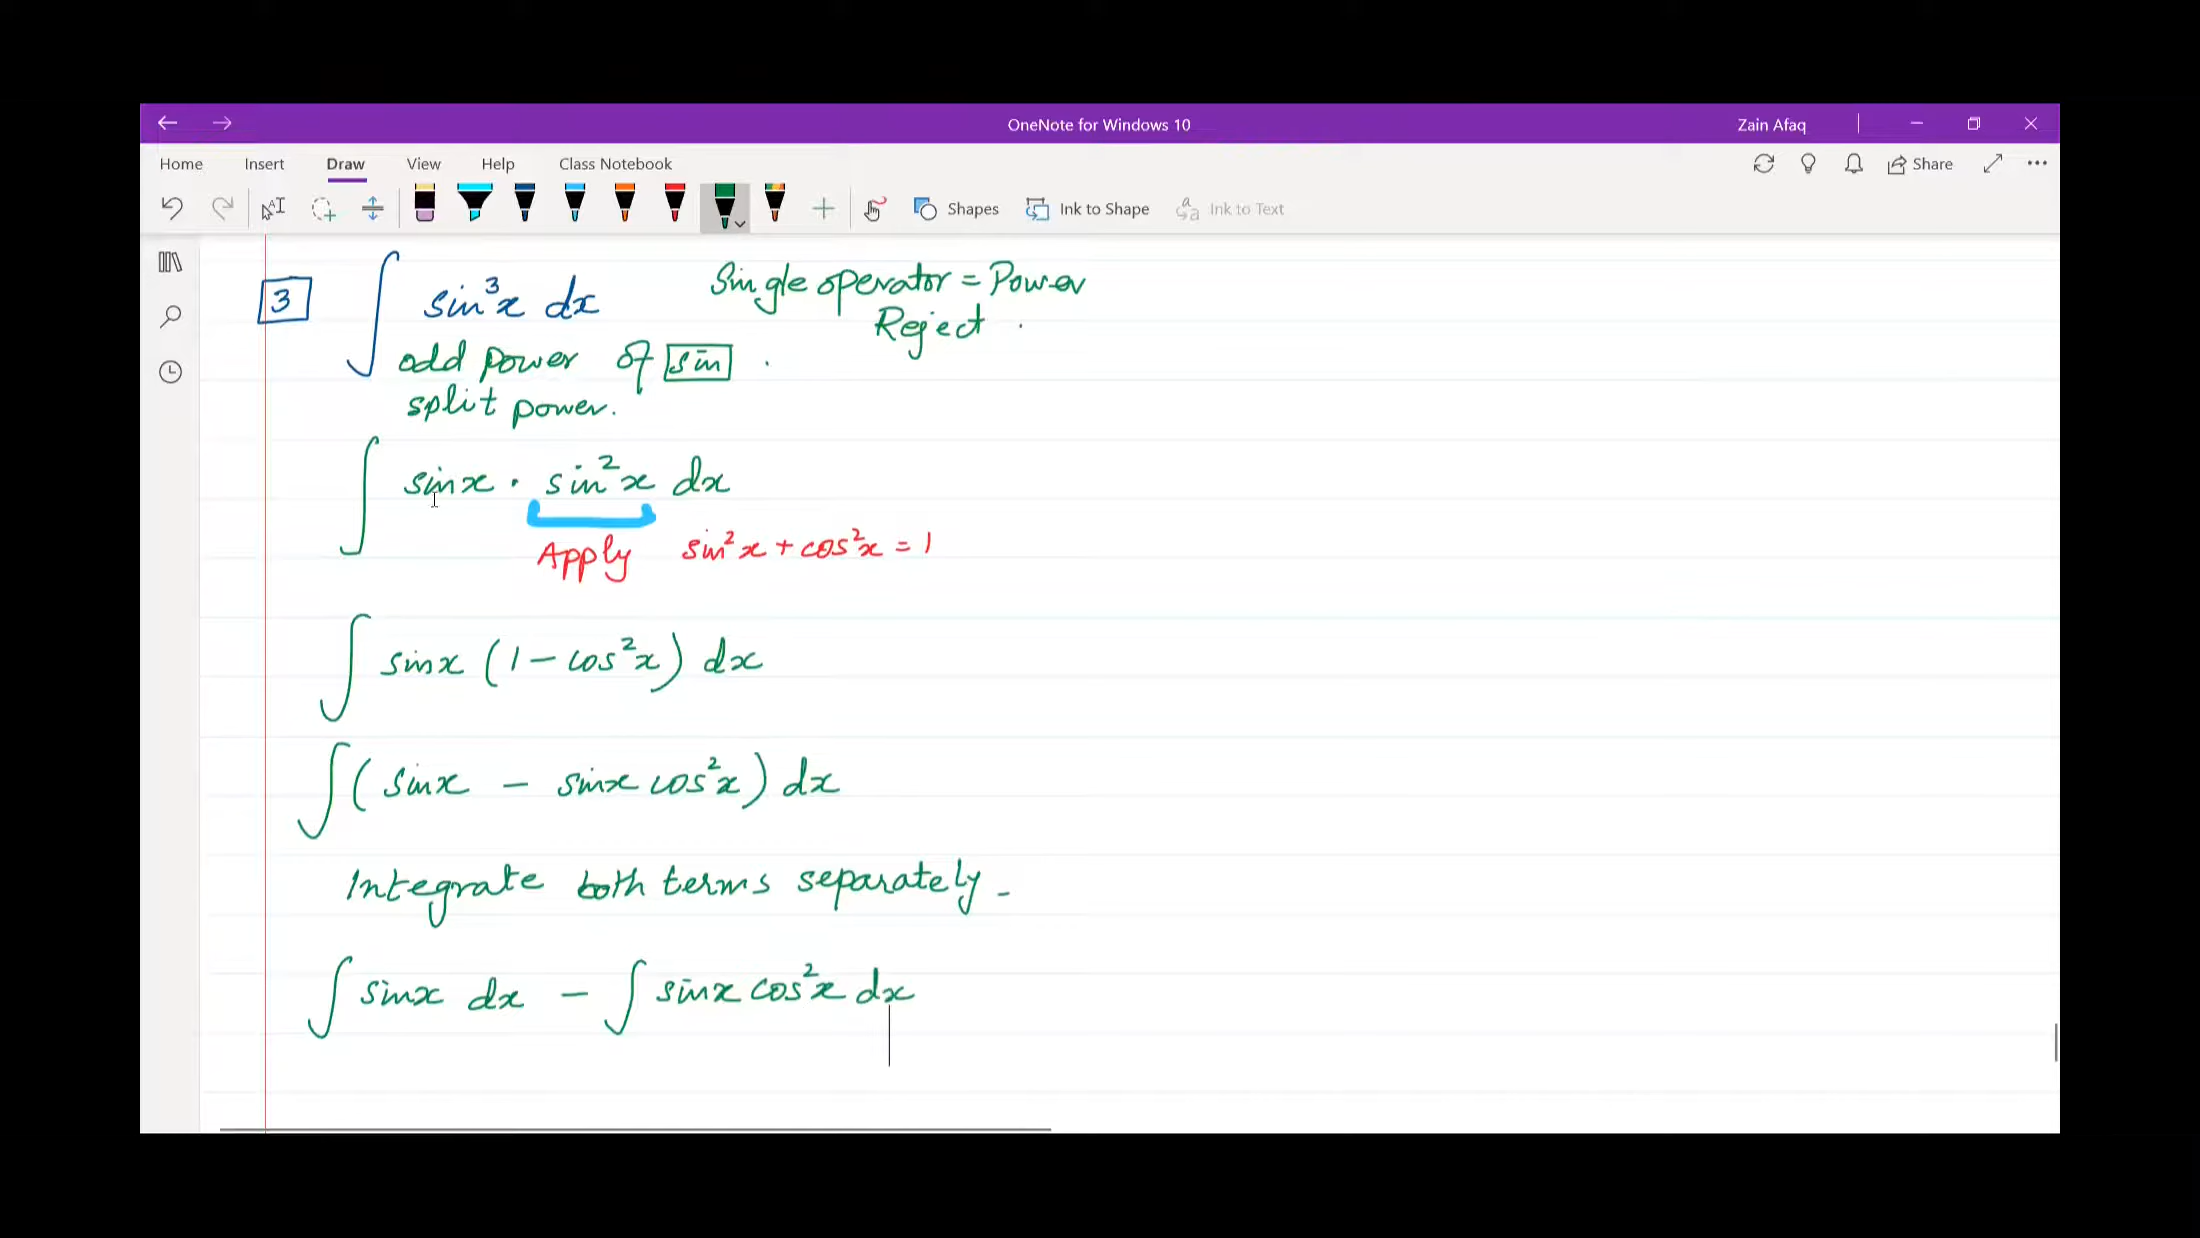 OneNote for Windows 10
Zain Afaq
Home Insert Draw View Help Class Notebook
Share
Shapes Ink to Shape Ink to Text
3 ∫ sin³x dx
Single operator = Power
Reject.
odd power of sin.
split power.
∫ sinx · sin²x dx
Apply sin²x + cos²x = 1
∫ sinx (1 − cos²x) dx
∫ (sinx − sinx cos²x) dx
Integrate both terms separately -
∫ sinx dx − ∫ sinx cos²x dx